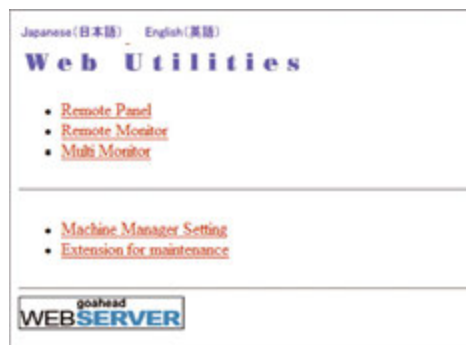 Japanese(日本語) English(英語)
Web Utilities
Remote Panel
Remote Monitor
Multi Monitor
Machine Manager Setting
Extension for maintenance
goahead
WEBSERVER